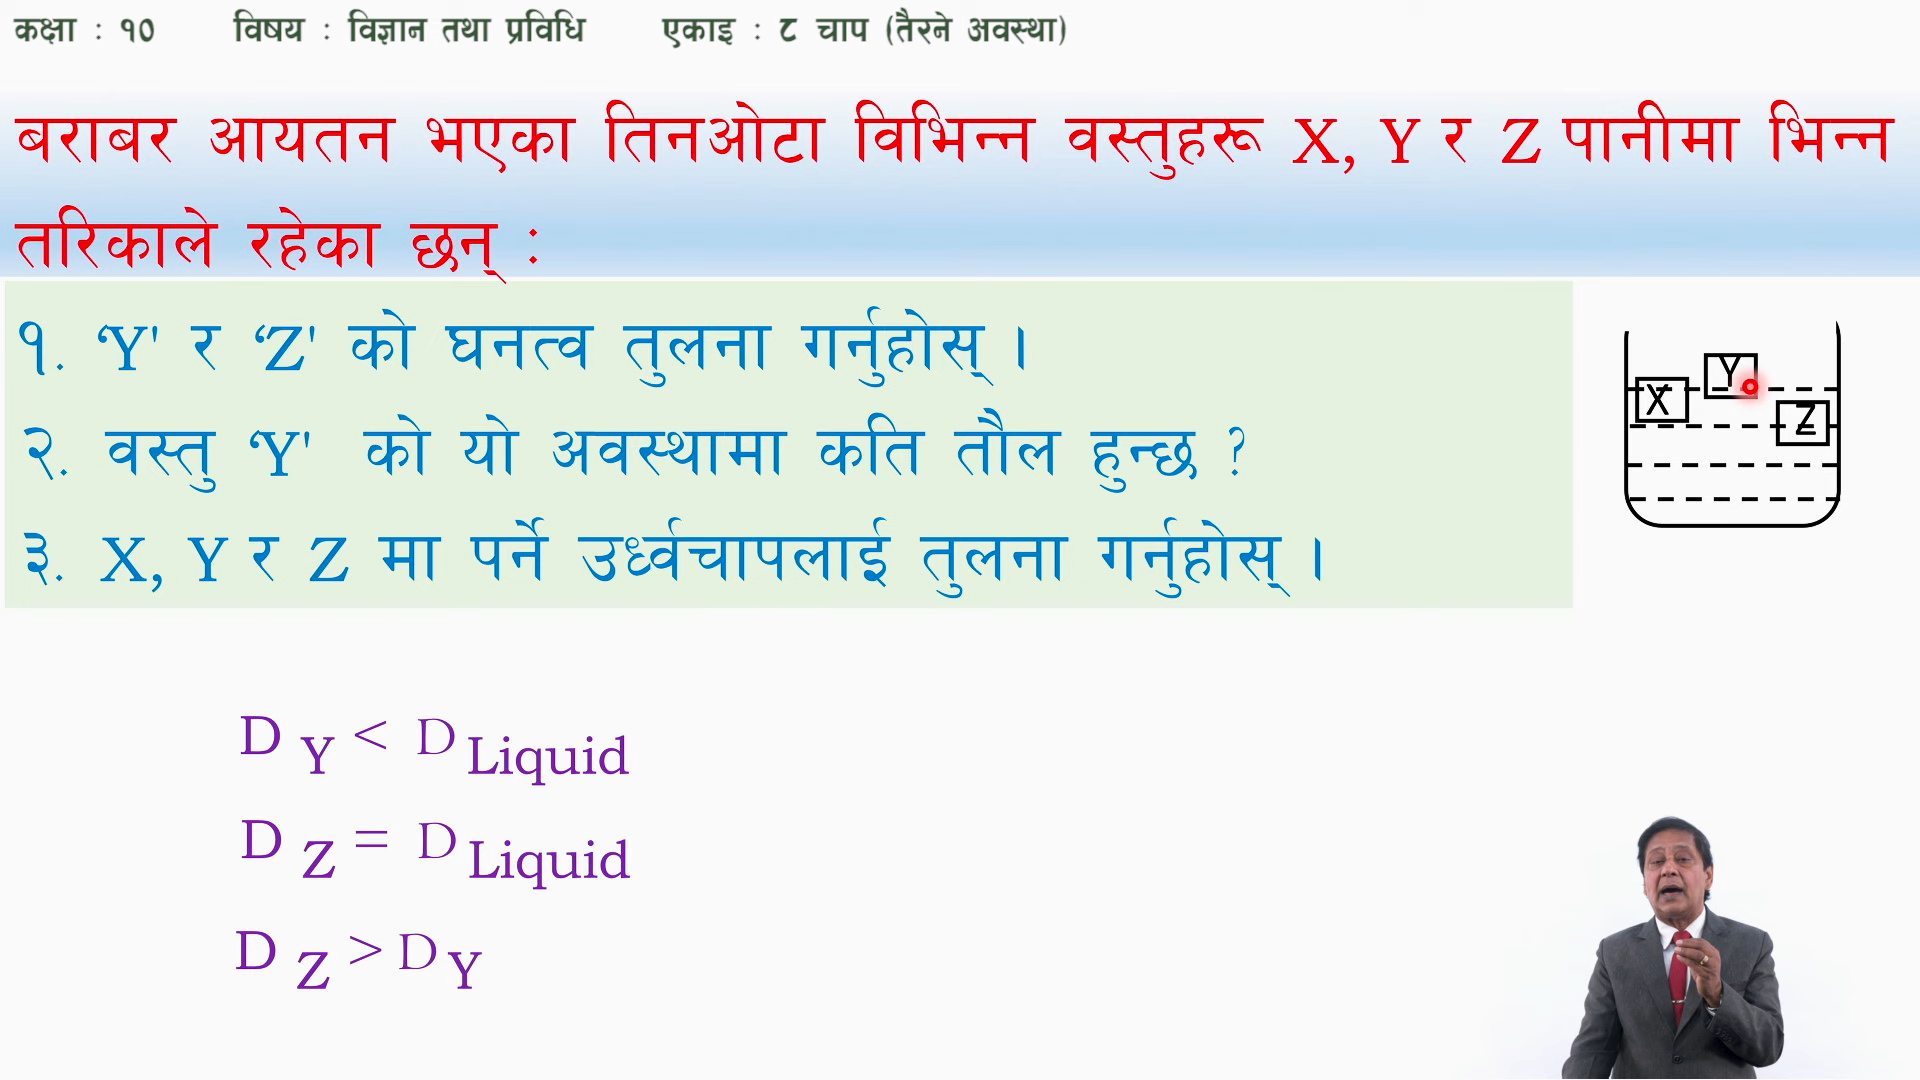 कक्षा : १० विषय : विज्ञान तथा प्रविधि एकाइ : ८ चाप (तैरने अवस्था)
बराबर आयतन भएका तिनओटा विभिन्न वस्तुहरू X, Y र Z पानीमा भिन्न
तरिकाले रहेका छन् :
१. ‘Y' र ‘Z' को घनत्व तुलना गर्नुहोस् ।
२. वस्तु ‘Y' को यो अवस्थामा कति तौल हुन्छ ?
३. X, Y र Z मा पर्ने उर्ध्वचापलाई तुलना गर्नुहोस् ।
X
Y
Z
D Y < D Liquid
D Z = D Liquid
D Z > D Y